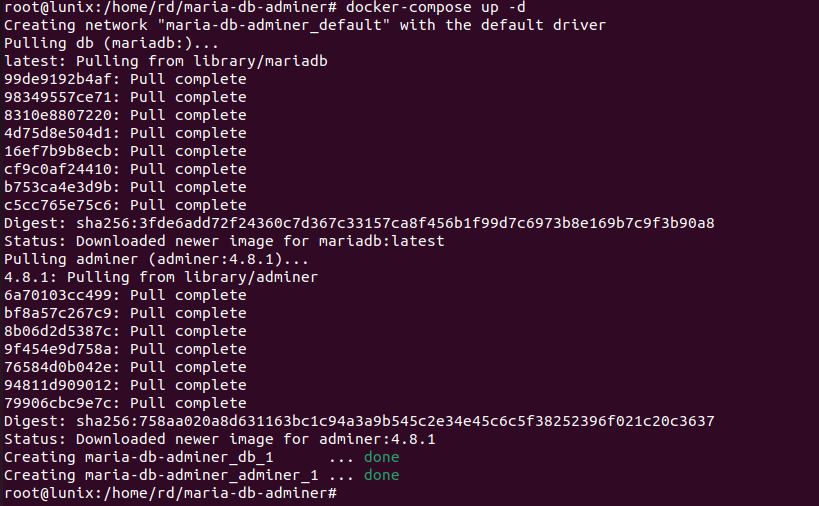 root@lunix:/home/rd/maria-db-adminer# docker-compose up -d
Creating network "maria-db-adminer_default" with the default driver
Pulling db (mariadb:)...
latest: Pulling from library/mariadb
99de9192b4af: Pull complete
98349557ce71: Pull complete
8310e8807220: Pull complete
4d75d8e504d1: Pull complete
16ef7b9b8ecb: Pull complete
cf9c0af24410: Pull complete
b753ca4e3d9b: Pull complete
c5cc765e75c6: Pull complete
Digest: sha256:3fde6add72f24360c7d367c33157ca8f456b1f99d7c6973b8e169b7c9f3b90a8
Status: Downloaded newer image for mariadb:latest
Pulling adminer (adminer:4.8.1)...
4.8.1: Pulling from library/adminer
6a70103cc499: Pull complete
bf8a57c267c9: Pull complete
8b06d2d5387c: Pull complete
9f454e9d758a: Pull complete
76584d0b042e: Pull complete
94811d909012: Pull complete
79906cbc9e7c: Pull complete
Digest: sha256:758aa020a8d631163bc1c94a3a9b545c2e34e45c6c5f38252396f021c20c3637
Status: Downloaded newer image for adminer:4.8.1
Creating maria-db-adminer_db_1      ... done
Creating maria-db-adminer_adminer_1 ... done
root@lunix:/home/rd/maria-db-adminer#